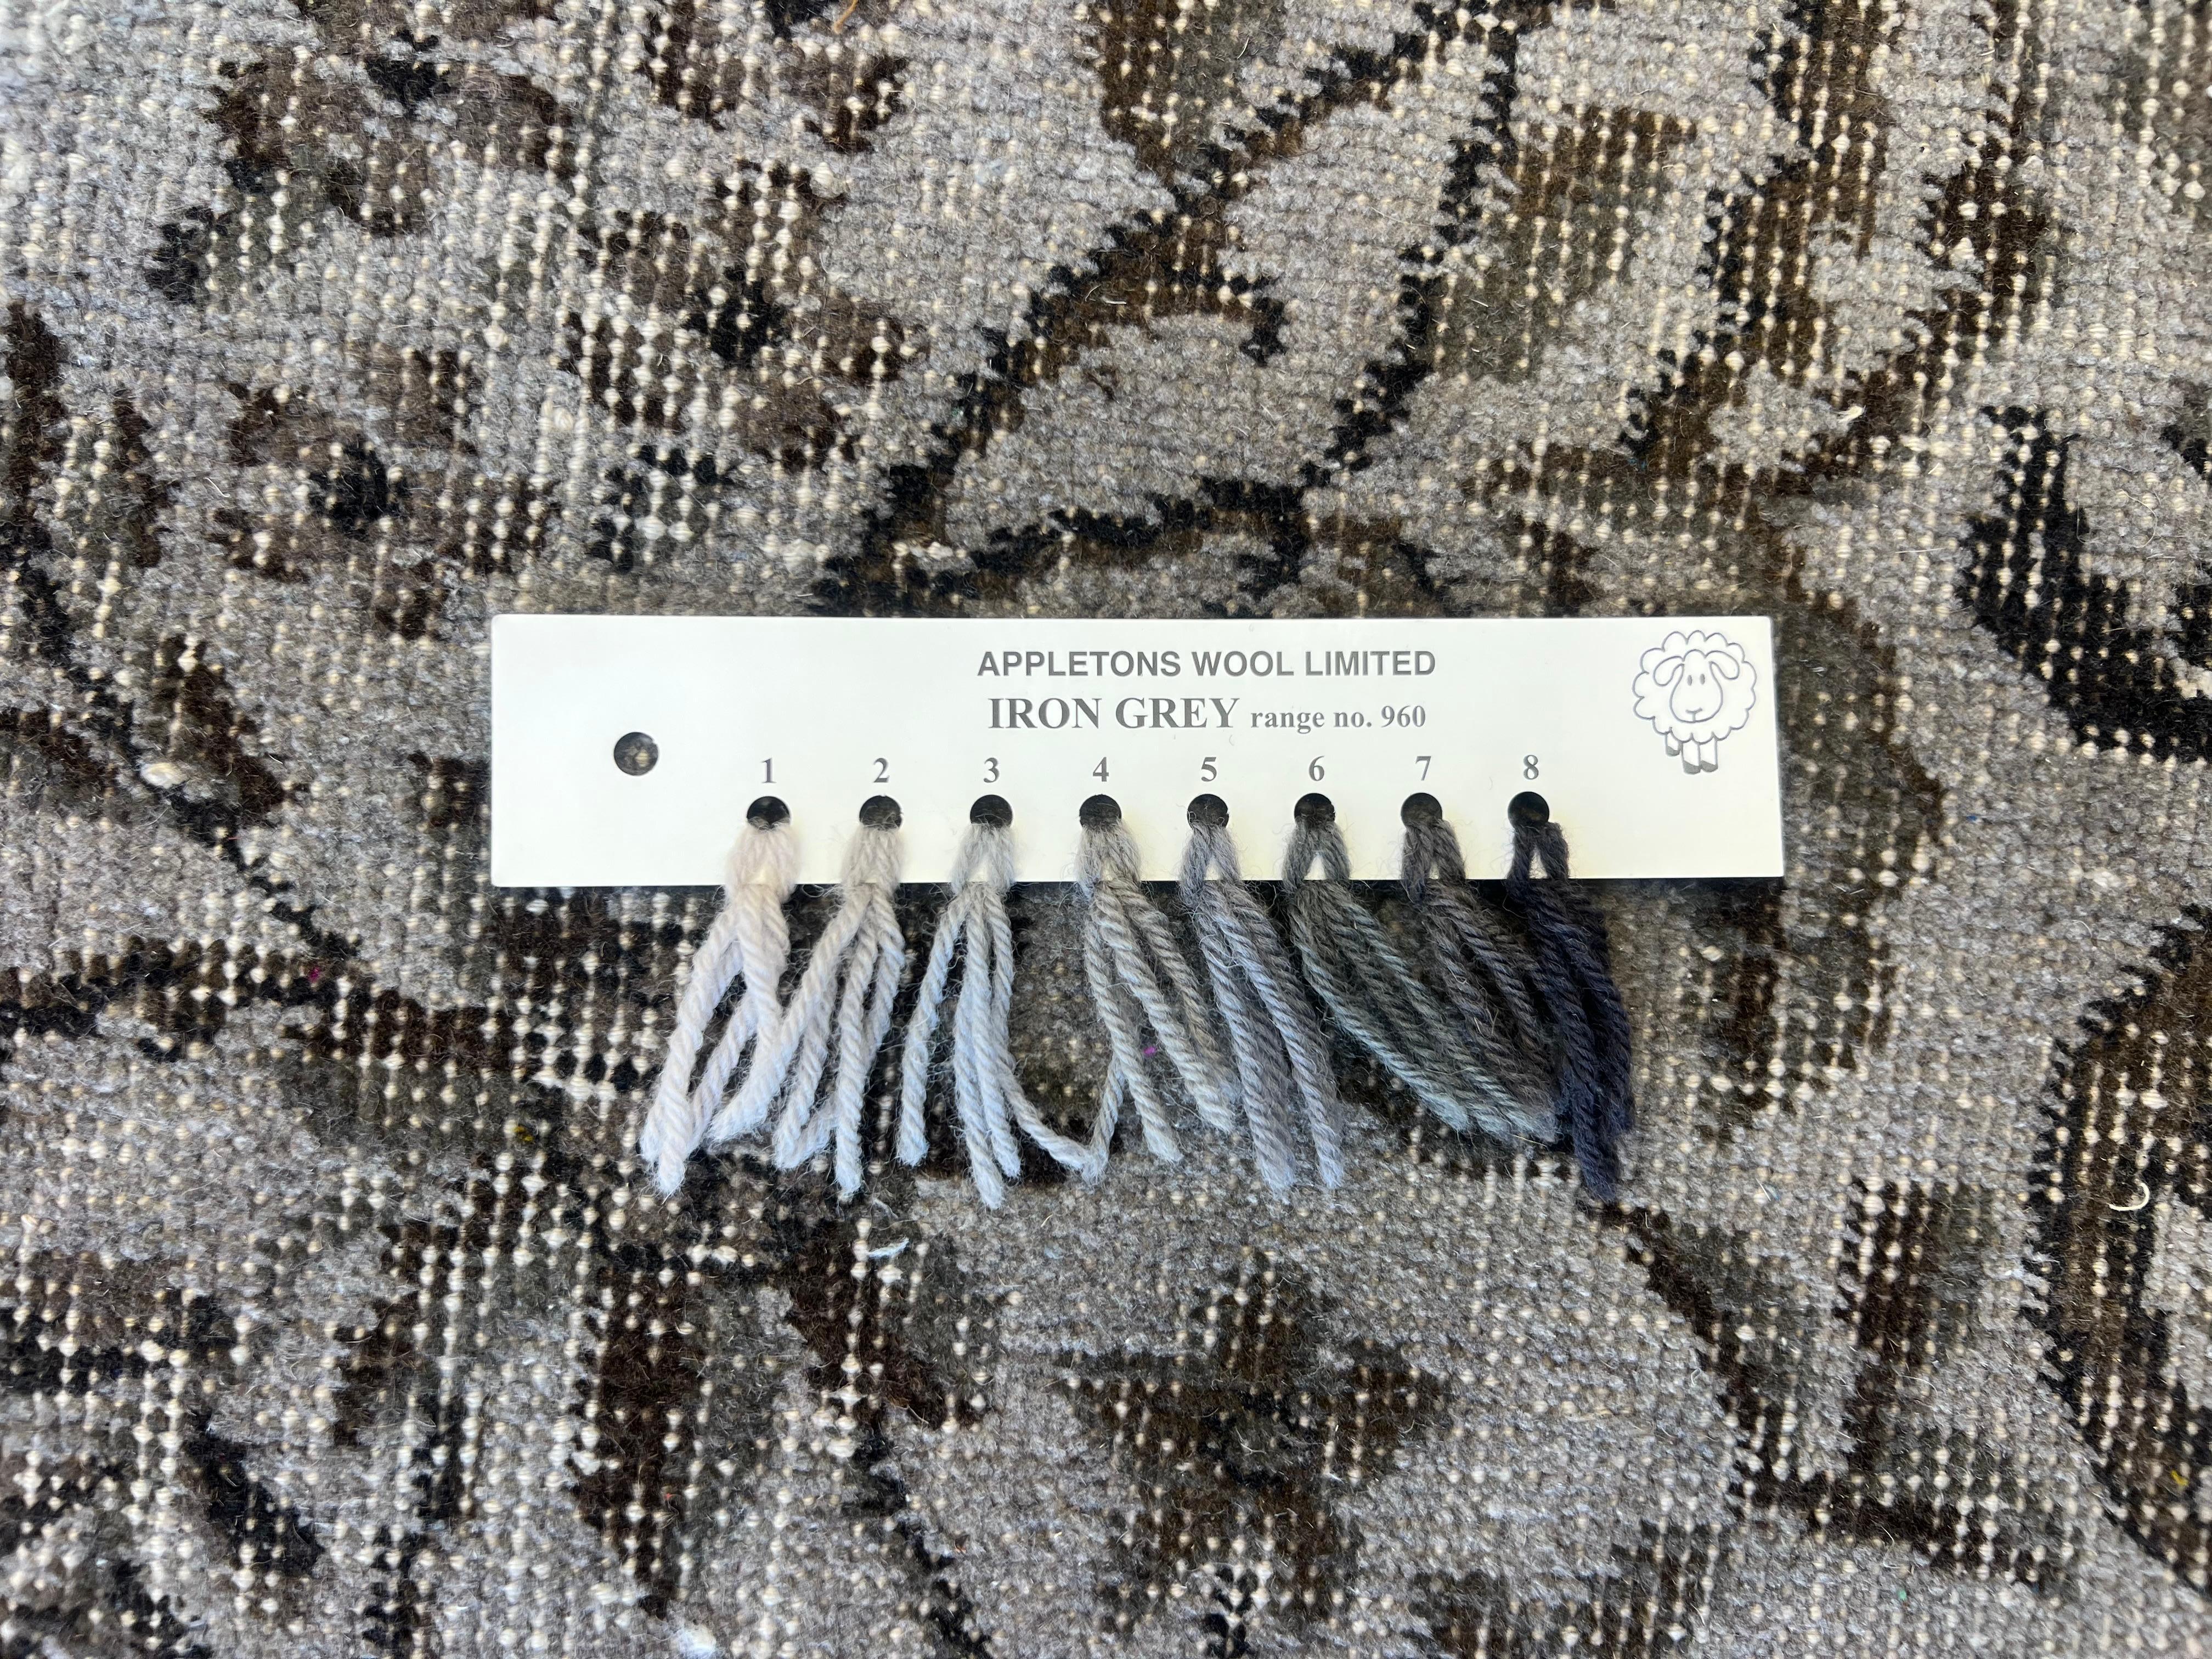 APPLETONS WOOL LIMITED
IRON GREY range no. 960
1 2 3 4 5 6 7 8